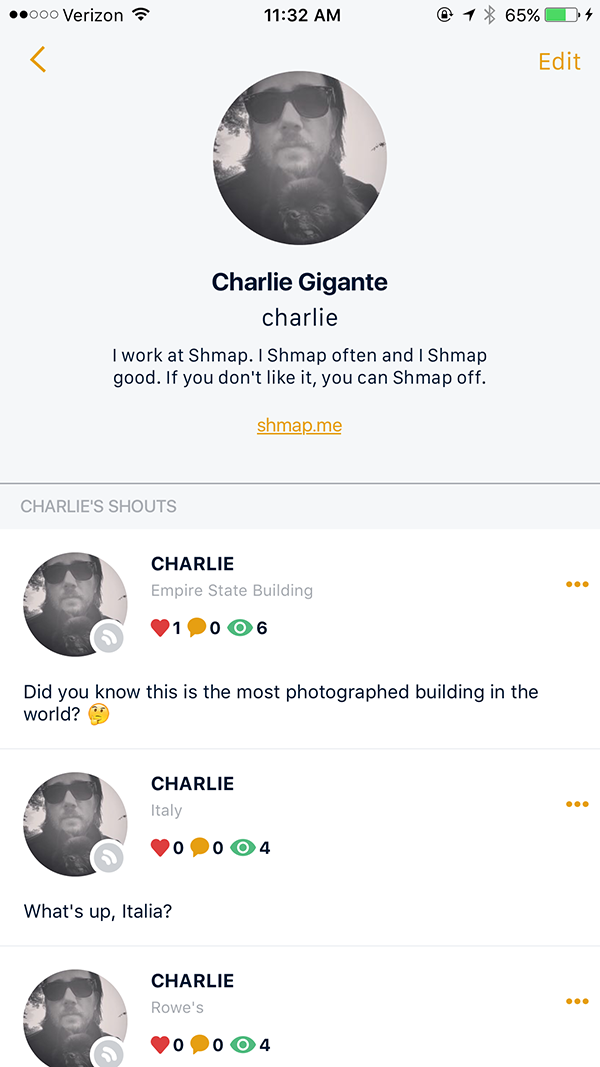 Verizon 11:32 AM 65%
Edit
Charlie Gigante
charlie
I work at Shmap. I Shmap often and I Shmap
good. If you don't like it, you can Shmap off.
shmap.me
CHARLIE'S SHOUTS
CHARLIE
Empire State Building
1 0 6
Did you know this is the most photographed building in the
world? 🤔
CHARLIE
Italy
0 0 4
What's up, Italia?
CHARLIE
Rowe's
0 0 4